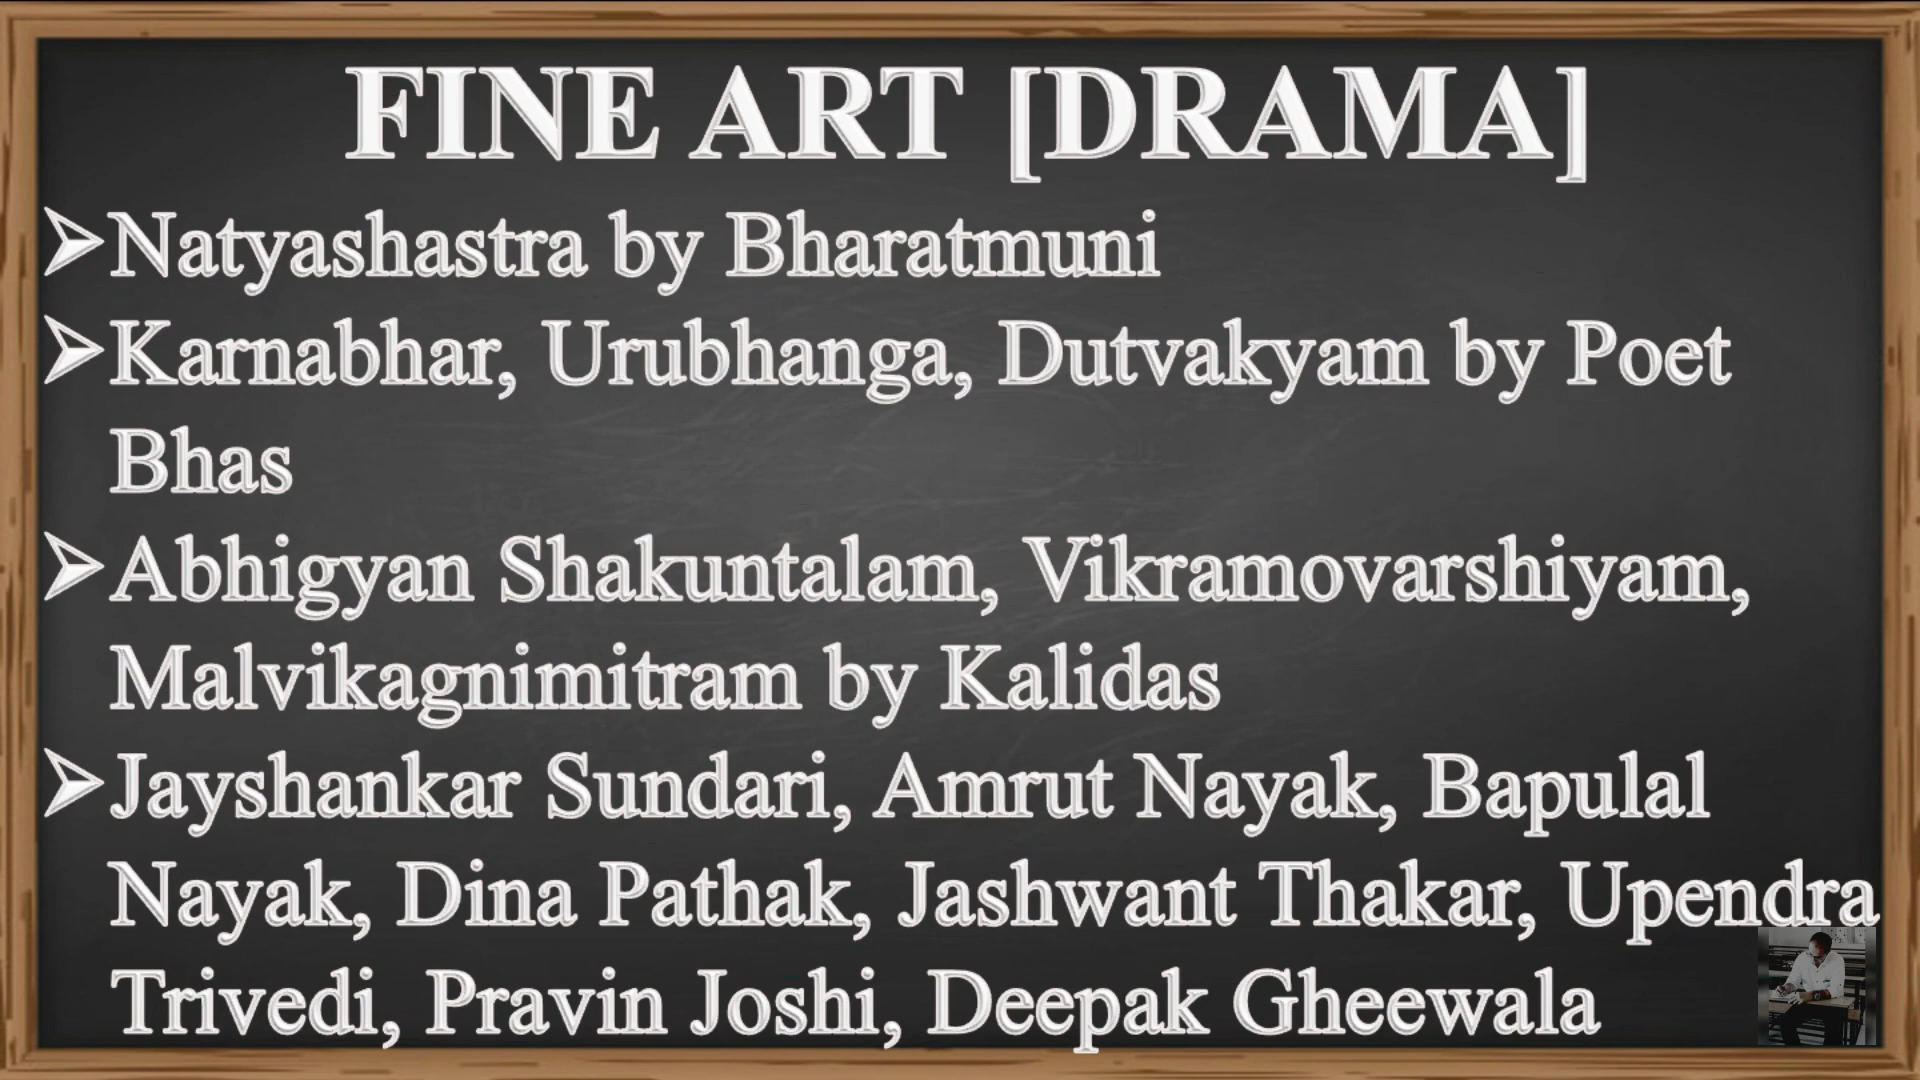 FINE ART [DRAMA]
➢Natyashastra by Bharatmuni
➢Karnabhar, Urubhanga, Dutvakyam by Poet
Bhas
➢Abhigyan Shakuntalam, Vikramovarshiyam,
Malvikagnimitram by Kalidas
➢Jayshankar Sundari, Amrut Nayak, Bapulal
Nayak, Dina Pathak, Jashwant Thakar, Upendra
Trivedi, Pravin Joshi, Deepak Gheewala